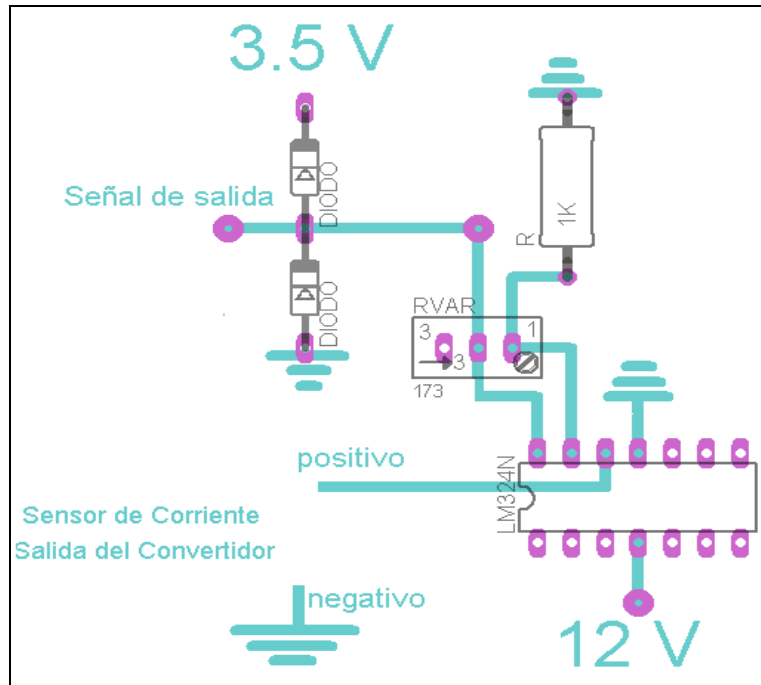 3.5 V
DIODO
1K
R
Señal de salida
DIODO
RVAR
3
1
3
173
positivo
LM324N
Sensor de Corriente
Salida del Convertidor
negativo
12 V